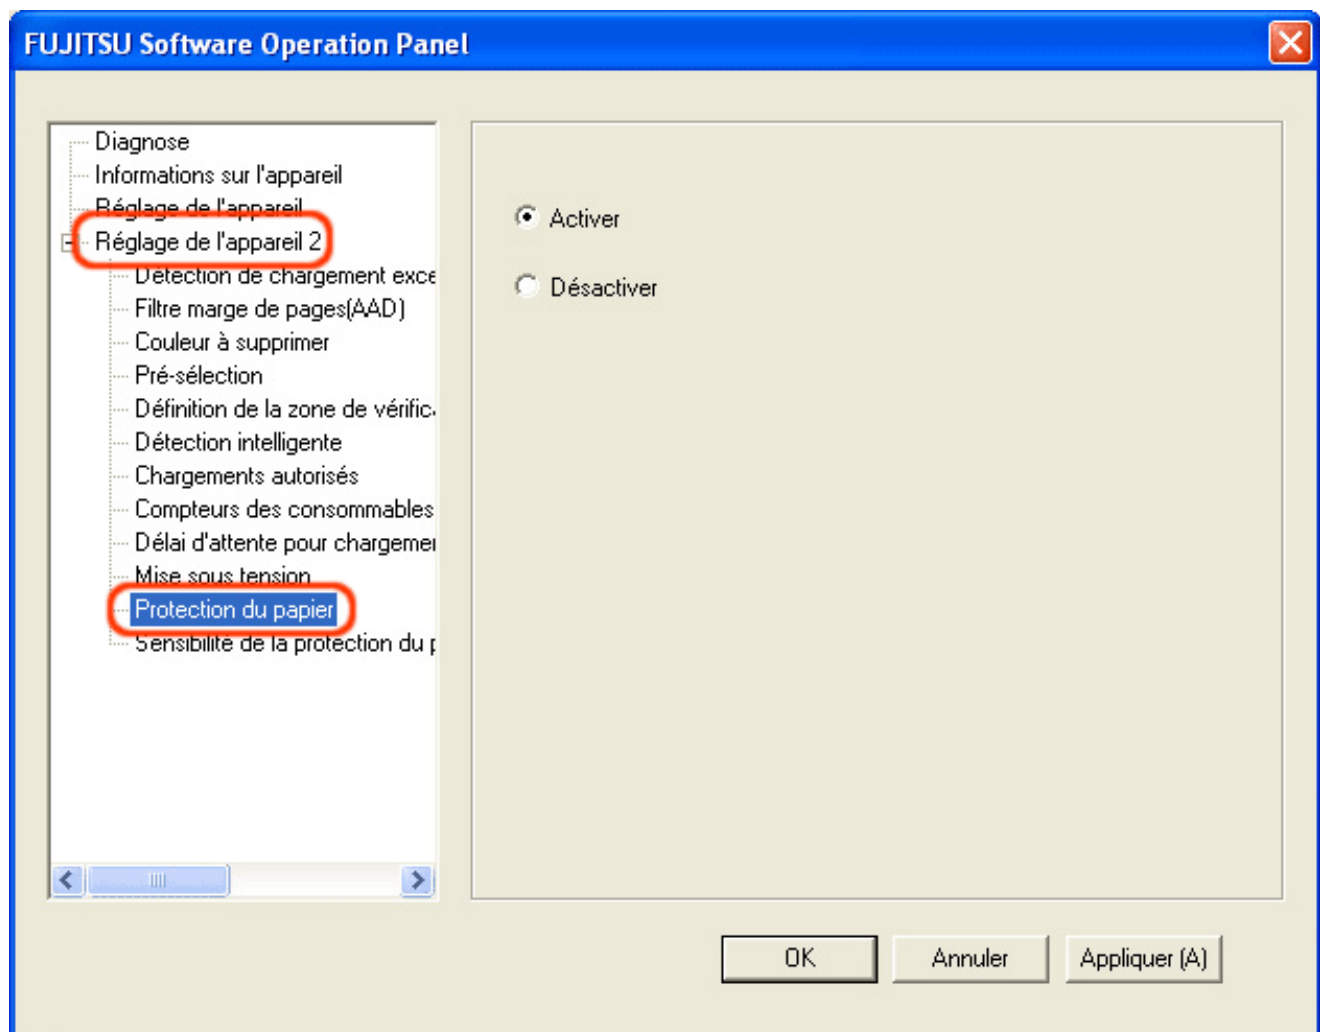 FUJITSU Software Operation Panel
Diagnose
Informations sur l'appareil
Réglage de l'appareil
Réglage de l'appareil 2
Détection de chargement exce
Filtre marge de pages(AAD)
Couleur à supprimer
Pré-sélection
Définition de la zone de vérific
Détection intelligente
Chargements autorisés
Compteurs des consommables
Délai d'attente pour chargemen
Mise sous tension
Protection du papier
Sensibilité de la protection du p
Activer
Désactiver
OK
Annuler
Appliquer (A)